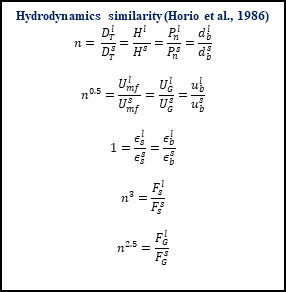 Hydrodynamics similarity(Horio et al., 1986)
n = D_T^l / D_T^s = H^l / H^s = P_n^l / P_n^s = d_b^l / d_b^s
n^0.5 = U_mf^l / U_mf^s = U_G^l / U_G^s = u_b^l / u_b^s
1 = ϵ_s^l / ϵ_s^s = ϵ_b^l / ϵ_b^s
n^3 = F_s^l / F_s^s
n^2.5 = F_G^l / F_G^s